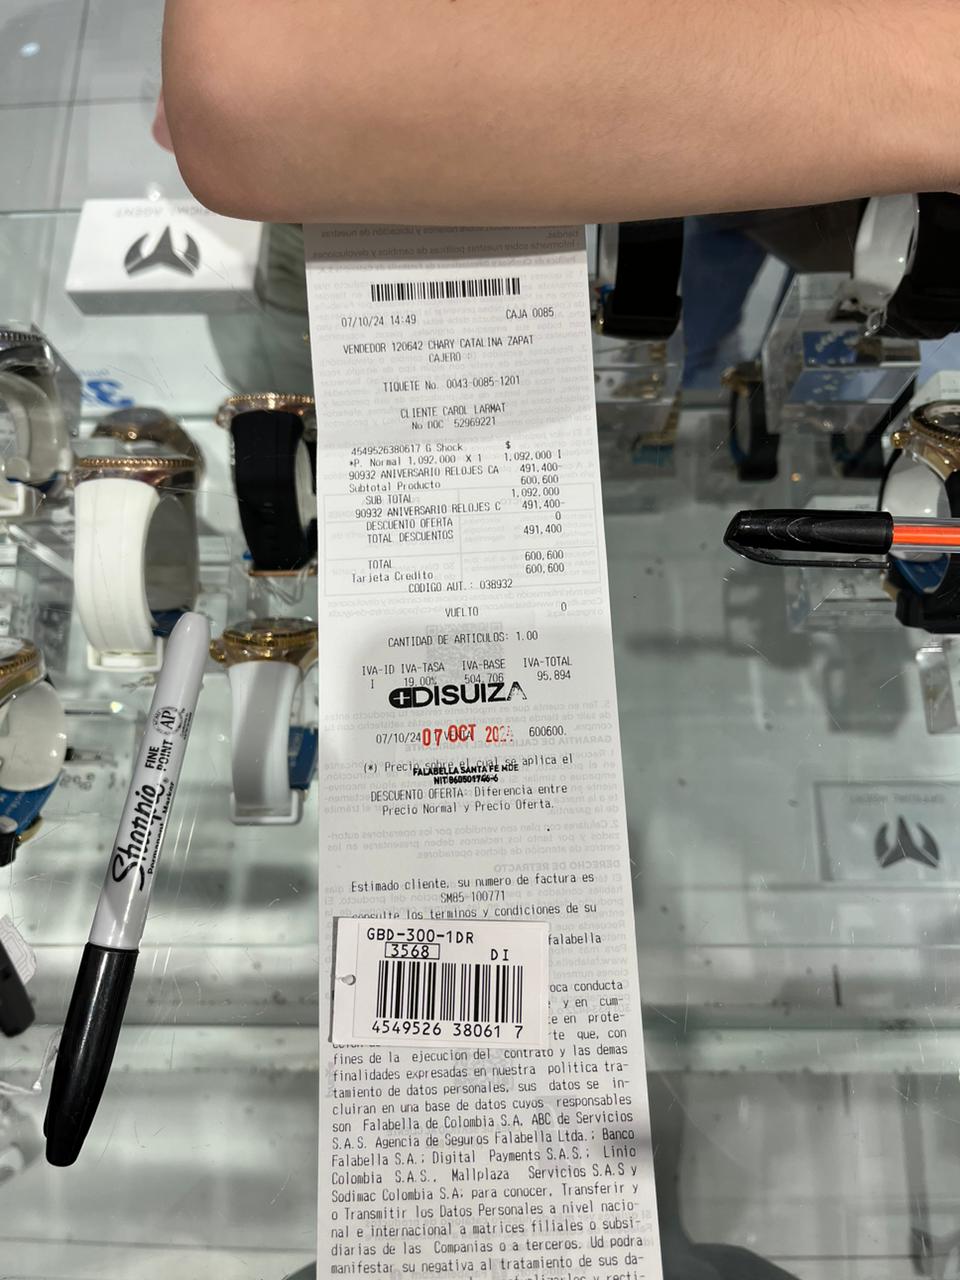 07/10/24 14:49 CAJA 0085
VENDEDOR 120642 CHARY CATALINA ZAPAT
CAJERO :
TIQUETE No. 0043-0085-1201
CLIENTE CAROL LARMAT
No DOC 52969221
4549526380617 G Shock $
*P. Normal 1,092,000 X 1 1,092,000 I
90932 ANIVERSARIO RELOJES CA 491,400-
Subtotal Producto 600,600
SUB TOTAL 1,092,000
90932 ANIVERSARIO RELOJES C 491,400-
DESCUENTO OFERTA 0
TOTAL DESCUENTOS 491,400
TOTAL 600,600
Tarjeta Credito 600,600
CODIGO AUT.: 038932
VUELTO 0
CANTIDAD DE ARTICULOS: 1.00
IVA-ID IVA-TASA IVA-BASE IVA-TOTAL
I 19.00% 504,706 95,894
DISUIZA
07/10/24 VENTA 600600.
07 OCT
(*) Precio sobre el cual se aplica el
FALABELLA SANTA FE MDE
NIT 860501746-6
DESCUENTO OFERTA: Diferencia entre
Precio Normal y Precio Oferta.
Estimado cliente, su numero de factura es
SM85 100771
consulte los terminos y condiciones de su
falabella
GBD-300-1DR
3568 DI
4549526 38061 7
oca conducta
y en cum-
te en prote-
rte que, con
fines de la ejecucion del contrato y las demas
finalidades expresadas en nuestra politica tra-
tamiento de datos personales, sus datos se in-
cluiran en una base de datos cuyos responsables
son Falabella de Colombia S.A. ABC de Servicios
S.A.S. Agencia de Seguros Falabella Ltda.; Banco
Falabella S.A.; Digital Payments S.A.S.; Linio
Colombia S.A.S., Mallplaza Servicios S.A.S y
Sodimac Colombia S.A; para conocer, Transferir y
o Transmitir los Datos Personales a nivel nacio-
nal e internacional a matrices filiales o subsi-
diarias de las Companias o a terceros. Ud podra
manifestar su negativa al tratamiento de sus da-
Sharpie
FINE POINT
AP
Permanent Marker